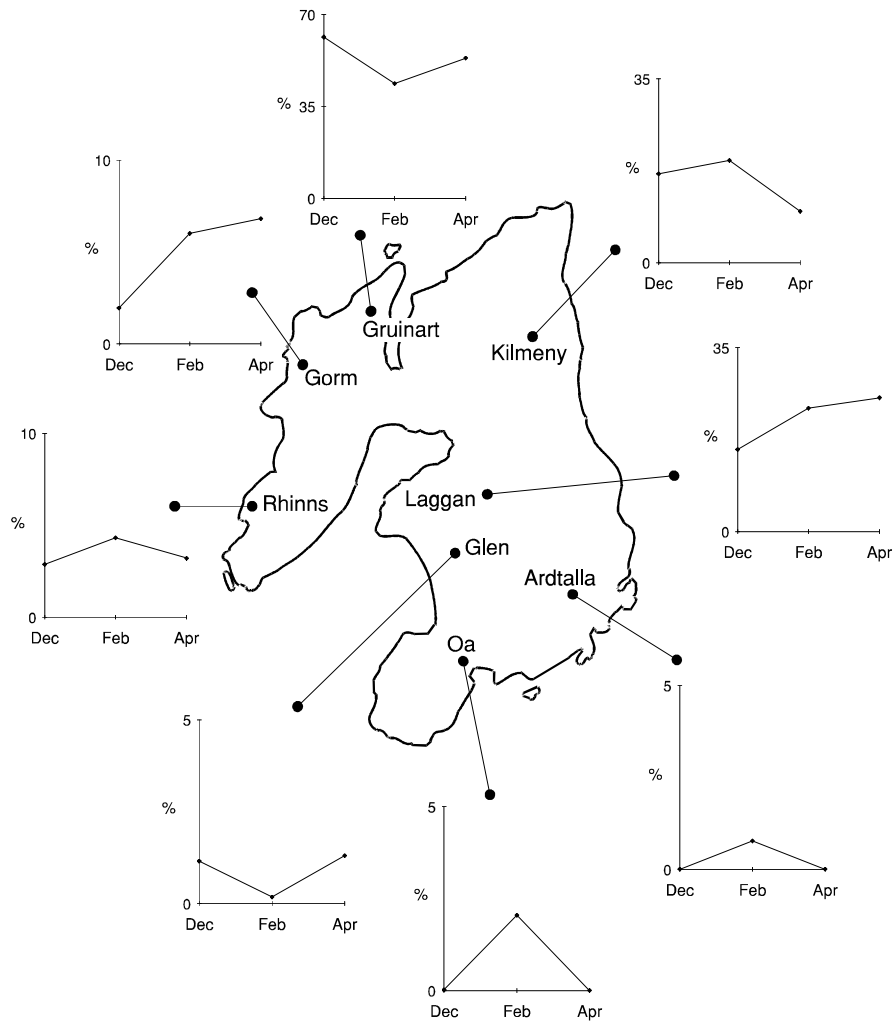 70
%
35
0
Dec Feb Apr
35
%
0
Dec Feb Apr
10
%
0
Dec Feb Apr
Gruinart
Kilmeny
Gorm
35
%
0
Dec Feb Apr
10
%
0
Dec Feb Apr
Rhinns
Laggan
Glen
Ardtalla
Oa
5
%
0
Dec Feb Apr
5
%
0
Dec Feb Apr
5
%
0
Dec Feb Apr